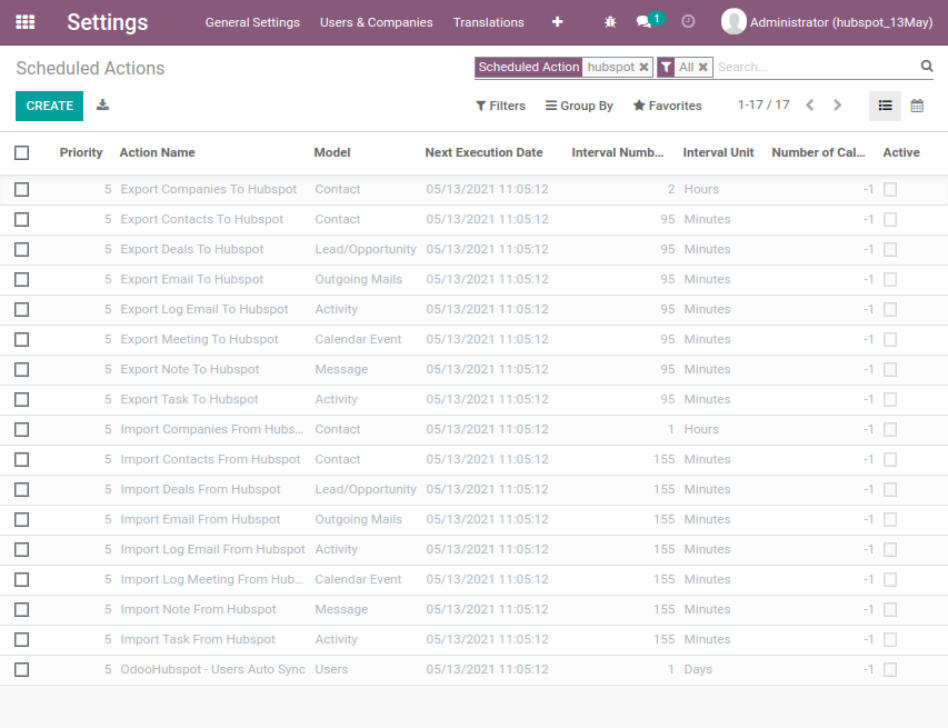 Settings General Settings Users & Companies Translations 1 Administrator (hubspot_13May)
Scheduled Actions Scheduled Action hubspot All Search...
CREATE Filters Group By Favorites 1-17 / 17
Priority Action Name Model Next Execution Date Interval Numb... Interval Unit Number of Cal... Active
5 Export Companies To Hubspot Contact 05/13/2021 11:05:12 2 Hours -1
5 Export Contacts To Hubspot Contact 05/13/2021 11:05:12 95 Minutes -1
5 Export Deals To Hubspot Lead/Opportunity 05/13/2021 11:05:12 95 Minutes -1
5 Export Email To Hubspot Outgoing Mails 05/13/2021 11:05:12 95 Minutes -1
5 Export Log Email To Hubspot Activity 05/13/2021 11:05:12 95 Minutes -1
5 Export Meeting To Hubspot Calendar Event 05/13/2021 11:05:12 95 Minutes -1
5 Export Note To Hubspot Message 05/13/2021 11:05:12 95 Minutes -1
5 Export Task To Hubspot Activity 05/13/2021 11:05:12 95 Minutes -1
5 Import Companies From Hubs... Contact 05/13/2021 11:05:12 1 Hours -1
5 Import Contacts From Hubspot Contact 05/13/2021 11:05:12 155 Minutes -1
5 Import Deals From Hubspot Lead/Opportunity 05/13/2021 11:05:12 155 Minutes -1
5 Import Email From Hubspot Outgoing Mails 05/13/2021 11:05:12 155 Minutes -1
5 Import Log Email From Hubspot Activity 05/13/2021 11:05:12 155 Minutes -1
5 Import Log Meeting From Hub... Calendar Event 05/13/2021 11:05:12 155 Minutes -1
5 Import Note From Hubspot Message 05/13/2021 11:05:12 155 Minutes -1
5 Import Task From Hubspot Activity 05/13/2021 11:05:12 155 Minutes -1
5 OdooHubspot - Users Auto Sync Users 05/13/2021 11:05:12 1 Days -1